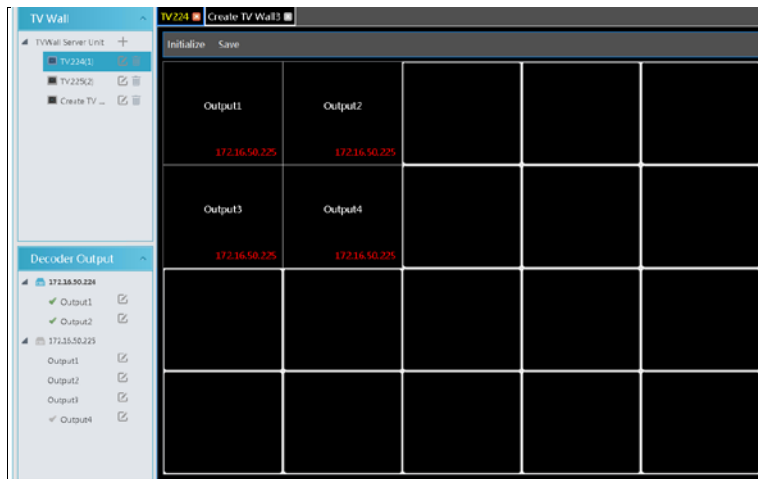 TV Wall
TV224 Create TV Wall3
TVWall Server Unit
Initialize Save
TV224(1)
TV225(2)
Create TV ...
Output1 Output2
172.16.50.225 172.16.50.225
Output3 Output4
172.16.50.225 172.16.50.225
Decoder Output
172.16.50.224
Output1
Output2
172.16.50.225
Output1
Output2
Output3
Output4